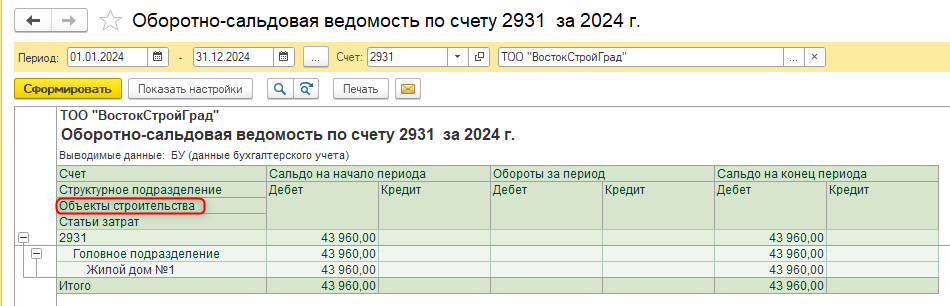 Оборотно-сальдовая ведомость по счету 2931 за 2024 г.
Период: 01.01.2024 - 31.12.2024 ... Счет: 2931 ТОО "ВостокСтройГрад" ... ×
Сформировать Показать настройки Печать
ТОО "ВостокСтройГрад"
Оборотно-сальдовая ведомость по счету 2931 за 2024 г.
Выводимые данные: БУ (данные бухгалтерского учета)
Счет Сальдо на начало периода Обороты за период Сальдо на конец периода
Структурное подразделение Дебет Кредит Дебет Кредит Дебет Кредит
Объекты строительства
Статьи затрат
2931 43 960,00 43 960,00
Головное подразделение 43 960,00 43 960,00
Жилой дом №1 43 960,00 43 960,00
Итого 43 960,00 43 960,00